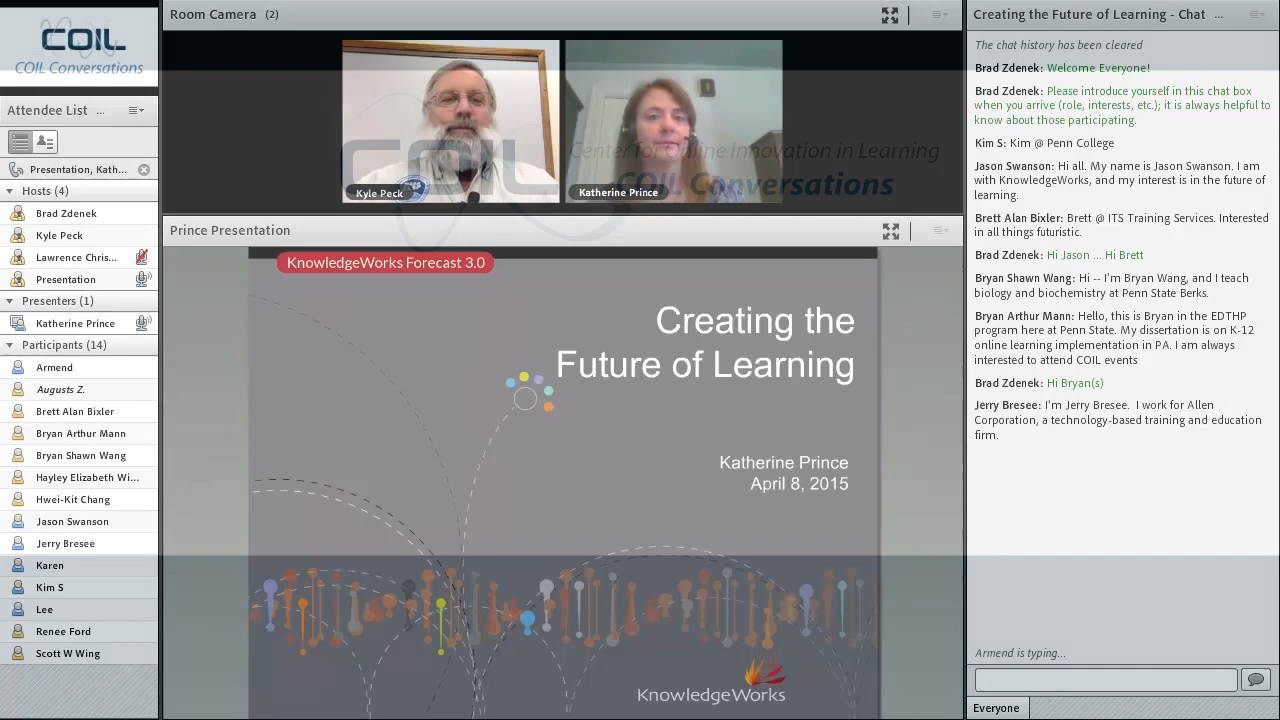 COIL
COIL Conversations
Attendee List ...
Presentation, Kath...
Hosts (4)
Brad Zdenek
Kyle Peck
Lawrence Chris...
Presentation
Presenters (1)
Katherine Prince
Participants (14)
Armend
Augusts Z.
Brett Alan Bixler
Bryan Arthur Mann
Bryan Shawn Wang
Hayley Elizabeth Wi...
Hwei-Kit Chang
Jason Swanson
Jerry Bresee
Karen
Kim S
Lee
Renee Ford
Scott W Wing
Room Camera (2)
COIL
Center for Online Innovation in Learning
COIL Conversations
Kyle Peck
Katherine Prince
Prince Presentation
KnowledgeWorks Forecast 3.0
Creating the
Future of Learning
Katherine Prince
April 8, 2015
KnowledgeWorks
Creating the Future of Learning - Chat ...
The chat history has been cleared
Brad Zdenek: Welcome Everyone!
Brad Zdenek: Please introduce yourself in this chat box
when you arrive (role, interests, etc.); it is always helpful to
know about those participating.
Kim S: Kim @ Penn College
Jason Swanson: Hi all. My name is Jason Swanson. I am
with KnowledgeWorks, and my interest is in the future of
learning.
Brett Alan Bixler: Brett @ ITS Training Services. Interested
in all things futuristic.
Brad Zdenek: Hi Jason ... Hi Brett
Bryan Shawn Wang: Hi -- I'm Bryan Wang, and I teach
biology and biochemistry at Penn State Berks.
Bryan Arthur Mann: Hello, this is Bryan in the EDTHP
program here at Penn State. My dissertation is on K-12
online learning implementation in PA. I am always
interested to attend COIL events
Brad Zdenek: Hi Bryan(s)
Jerry Bresee: I'm Jerry Bresee.  I work for Allen
Corporation, a technology-based training and education
firm.
Armend is typing...
Everyone